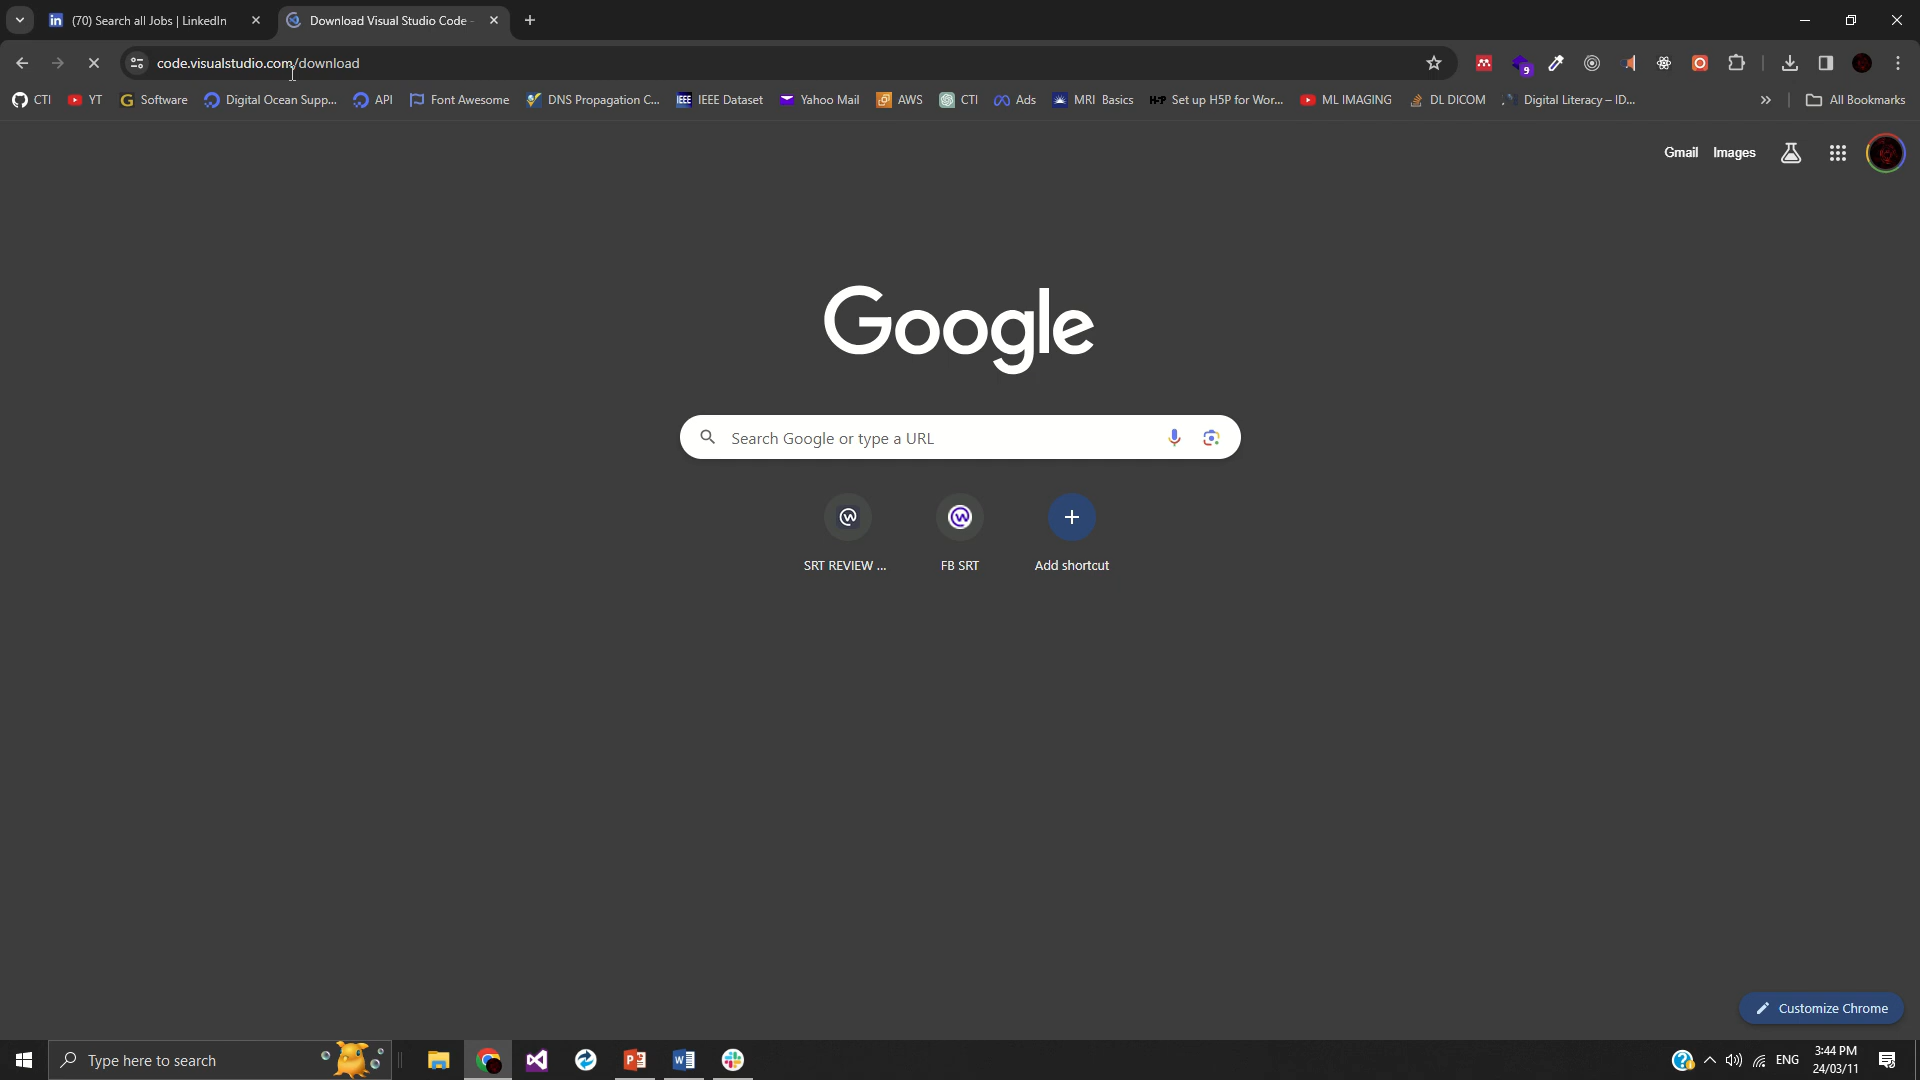 (70) Search all Jobs | LinkedIn
Download Visual Studio Code -
code.visualstudio.com/download
9
CTI
YT
Software
Digital Ocean Supp...
API
Font Awesome
DNS Propagation C...
IEEE Dataset
Yahoo Mail
AWS
CTI
Ads
MRI Basics
Set up H5P for Wor...
ML IMAGING
DL DICOM
Digital Literacy – ID...
»
All Bookmarks
Gmail
Images
Google
Search Google or type a URL
SRT REVIEW ...
FB SRT
Add shortcut
Customize Chrome
Type here to search
ENG
3:44 PM
24/03/11